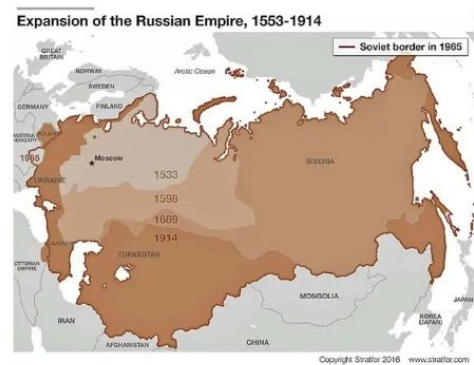 Expansion of the Russian Empire, 1553-1914
Soviet border in 1965
GREAT
BRITAIN
Arctic Ocean
NORWAY
SWEDEN
FINLAND
GERMANY
POLAND
HUNGARY
Moscow
1965
UKRAINE
1533
SIBERIA
1598
1689
1914
TURKESTAN
OTTOMAN
EMPIRE
IRAN
AFGHANISTAN
MONGOLIA
CHINA
KOREA
(JAPAN)
JAPAN
Copyright Stratfor 2016 www.stratfor.com